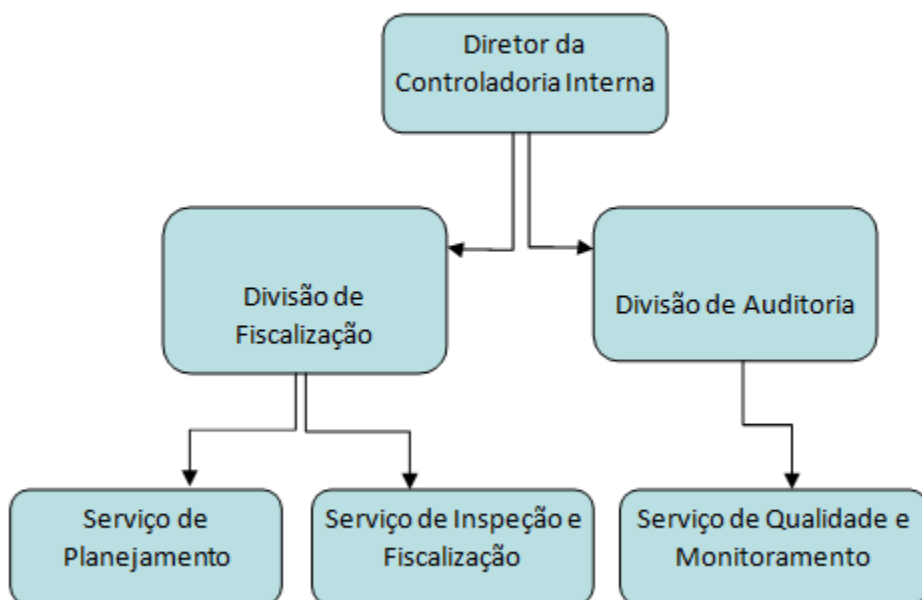 Diretor da
Controladoria Interna
Divisão de
Fiscalização
Divisão de Auditoria
Serviço de
Planejamento
Serviço de Inspeção e
Fiscalização
Serviço de Qualidade e
Monitoramento